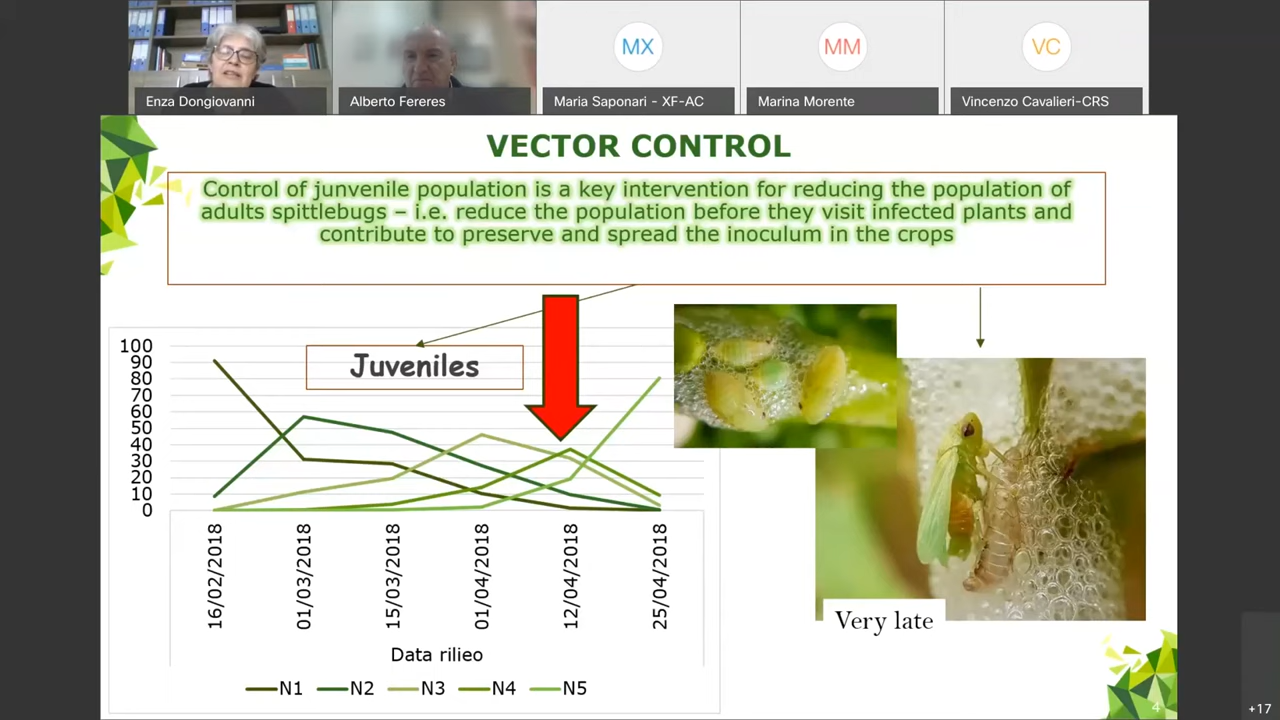 MX
MM
VC
Enza Dongiovanni
Alberto Fereres
Maria Saponari - XF-AC
Marina Morente
Vincenzo Cavalieri-CRS
VECTOR CONTROL
Control of junvenile population is a key intervention for reducing the population of
adults spittlebugs – i.e. reduce the population before they visit infected plants and
contribute to preserve and spread the inoculum in the crops
Juveniles
100
90
80
70
60
50
40
30
20
10
0
16/02/2018
01/03/2018
15/03/2018
01/04/2018
12/04/2018
25/04/2018
Data rilieo
N1 N2 N3 N4 N5
Very late
4
+17